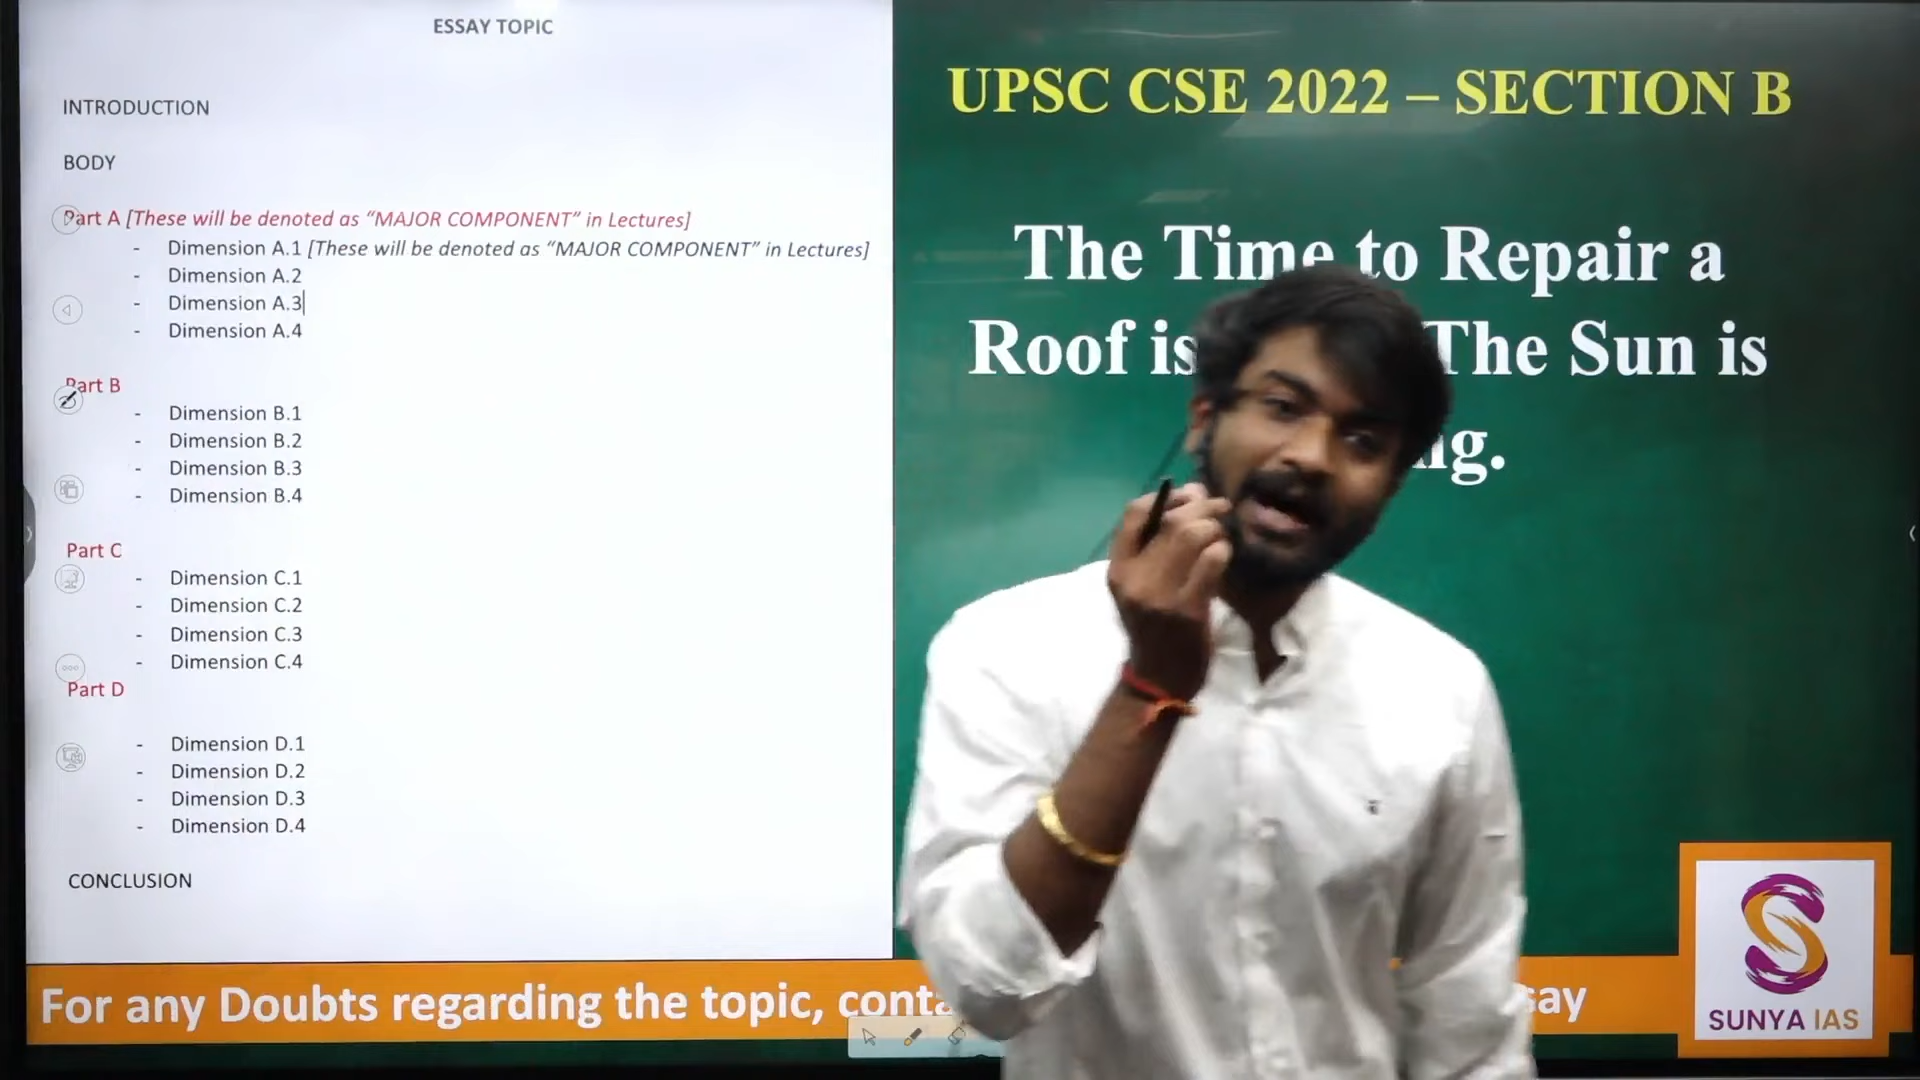 ESSAY TOPIC
INTRODUCTION
BODY
Part A [These will be denoted as “MAJOR COMPONENT” in Lectures]
- Dimension A.1 [These will be denoted as “MAJOR COMPONENT” in Lectures]
- Dimension A.2
- Dimension A.3
- Dimension A.4
Part B
- Dimension B.1
- Dimension B.2
- Dimension B.3
- Dimension B.4
Part C
- Dimension C.1
- Dimension C.2
- Dimension C.3
- Dimension C.4
Part D
- Dimension D.1
- Dimension D.2
- Dimension D.3
- Dimension D.4
CONCLUSION
UPSC CSE 2022 – SECTION B
The Time to Repair a
Roof is The Sun is
For any Doubts regarding the topic,
SUNYA IAS